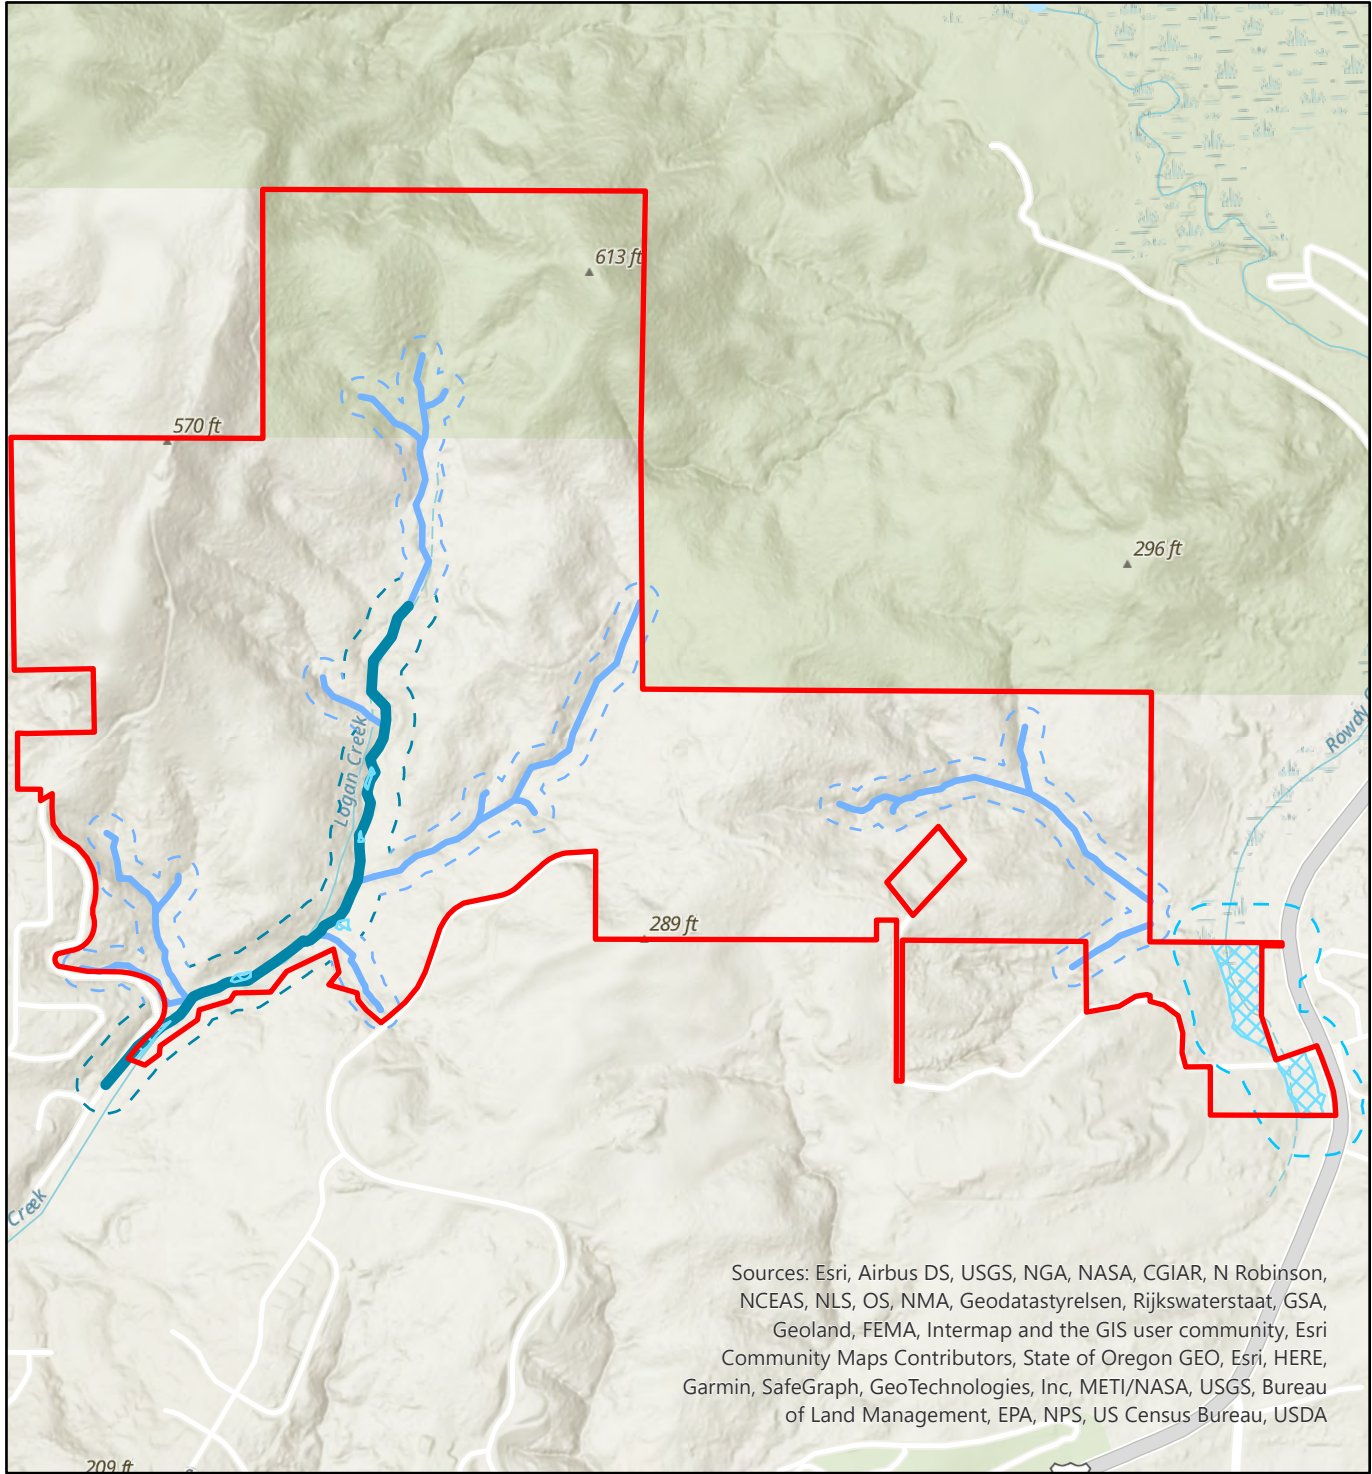 613 ft
570 ft
296 ft
Rowdy
Logan Creek
289 ft
Creek
Sources: Esri, Airbus DS, USGS, NGA, NASA, CGIAR, N Robinson,
NCEAS, NLS, OS, NMA, Geodatastyrelsen, Rijkswaterstaat, GSA,
Geoland, FEMA, Intermap and the GIS user community, Esri
Community Maps Contributors, State of Oregon GEO, Esri, HERE,
Garmin, SafeGraph, GeoTechnologies, Inc, METI/NASA, USGS, Bureau
of Land Management, EPA, NPS, US Census Bureau, USDA
209 ft